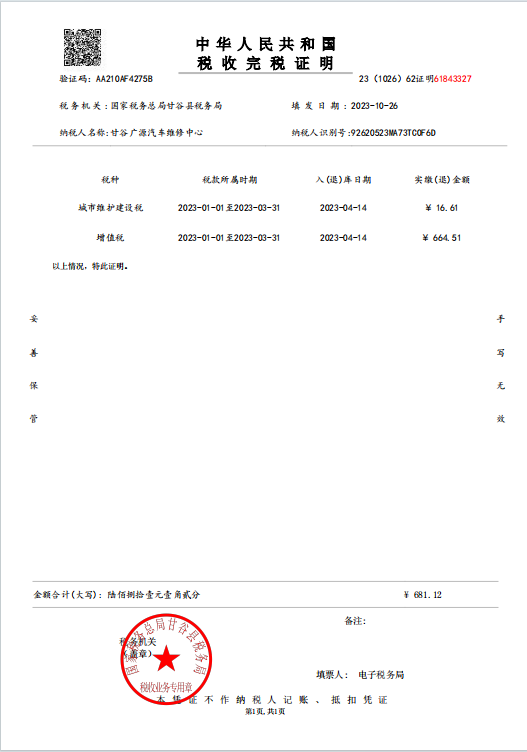 中华人民共和国
税收完税证明
验证码: AA210AF4275B
23 (1026) 62证明61843327
税务机关:国家税务总局甘谷县税务局
填发日期:2023-10-26
纳税人名称:甘谷广源汽车维修中心
纳税人识别号:92620523MA73TC0F6D
税种 税款所属时期 入(退)库日期 实缴(退)金额
城市维护建设税 2023-01-01至2023-03-31 2023-04-14 ¥ 16.61
增值税 2023-01-01至2023-03-31 2023-04-14 ¥ 664.51
以上情况,特此证明。
妥善保管
手写无效
金额合计(大写):陆佰捌拾壹元壹角贰分 ¥ 681.12
备注:
国家税务总局甘谷县税务局
税务机关
(盖章)
税收业务专用章
填票人: 电子税务局
本凭证不作纳税人记账、抵扣凭证
第1页,共1页